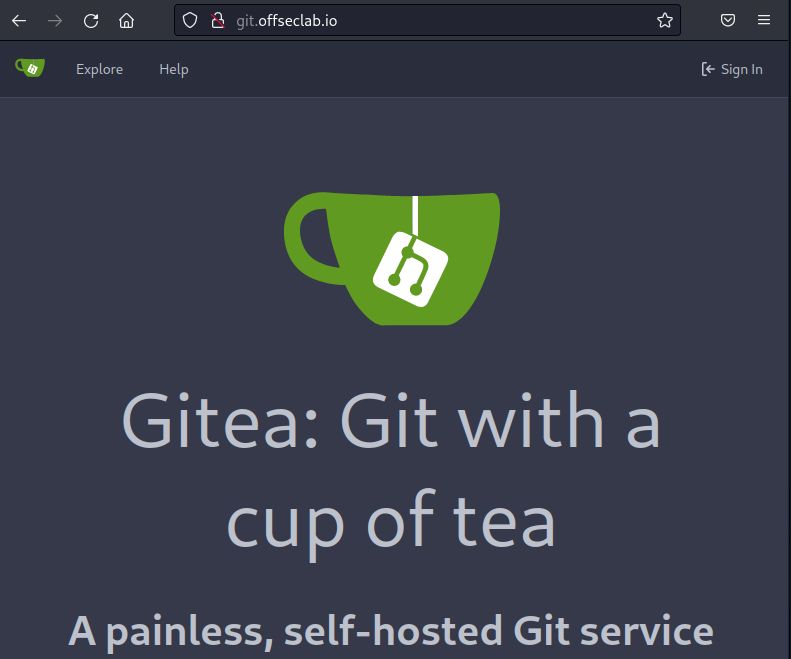 git.offseclab.io
Explore Help Sign In
Gitea: Git with a
cup of tea
A painless, self-hosted Git service